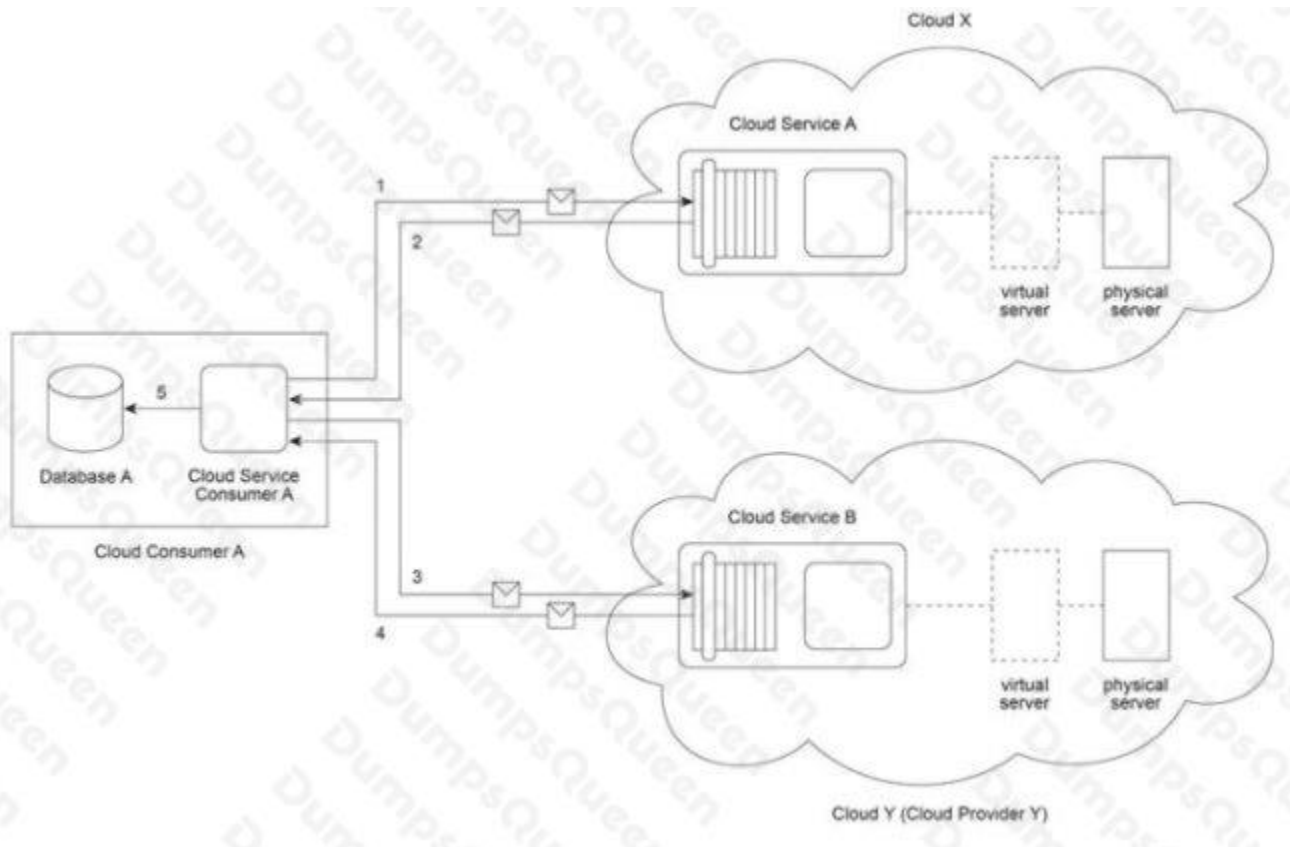 Cloud X
Cloud Service A
1
2
virtual
server
physical
server
5
Database A
Cloud Service
Consumer A
Cloud Consumer A
Cloud Service B
3
4
virtual
server
physical
server
Cloud Y (Cloud Provider Y)
DumpsQueen